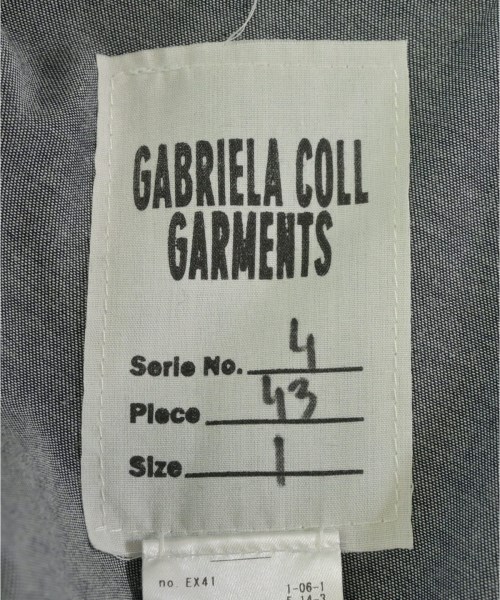 GABRIELA COLL
GARMENTS
Serie No. 4
Piece 43
Size 1
no. EX41
1-06-1